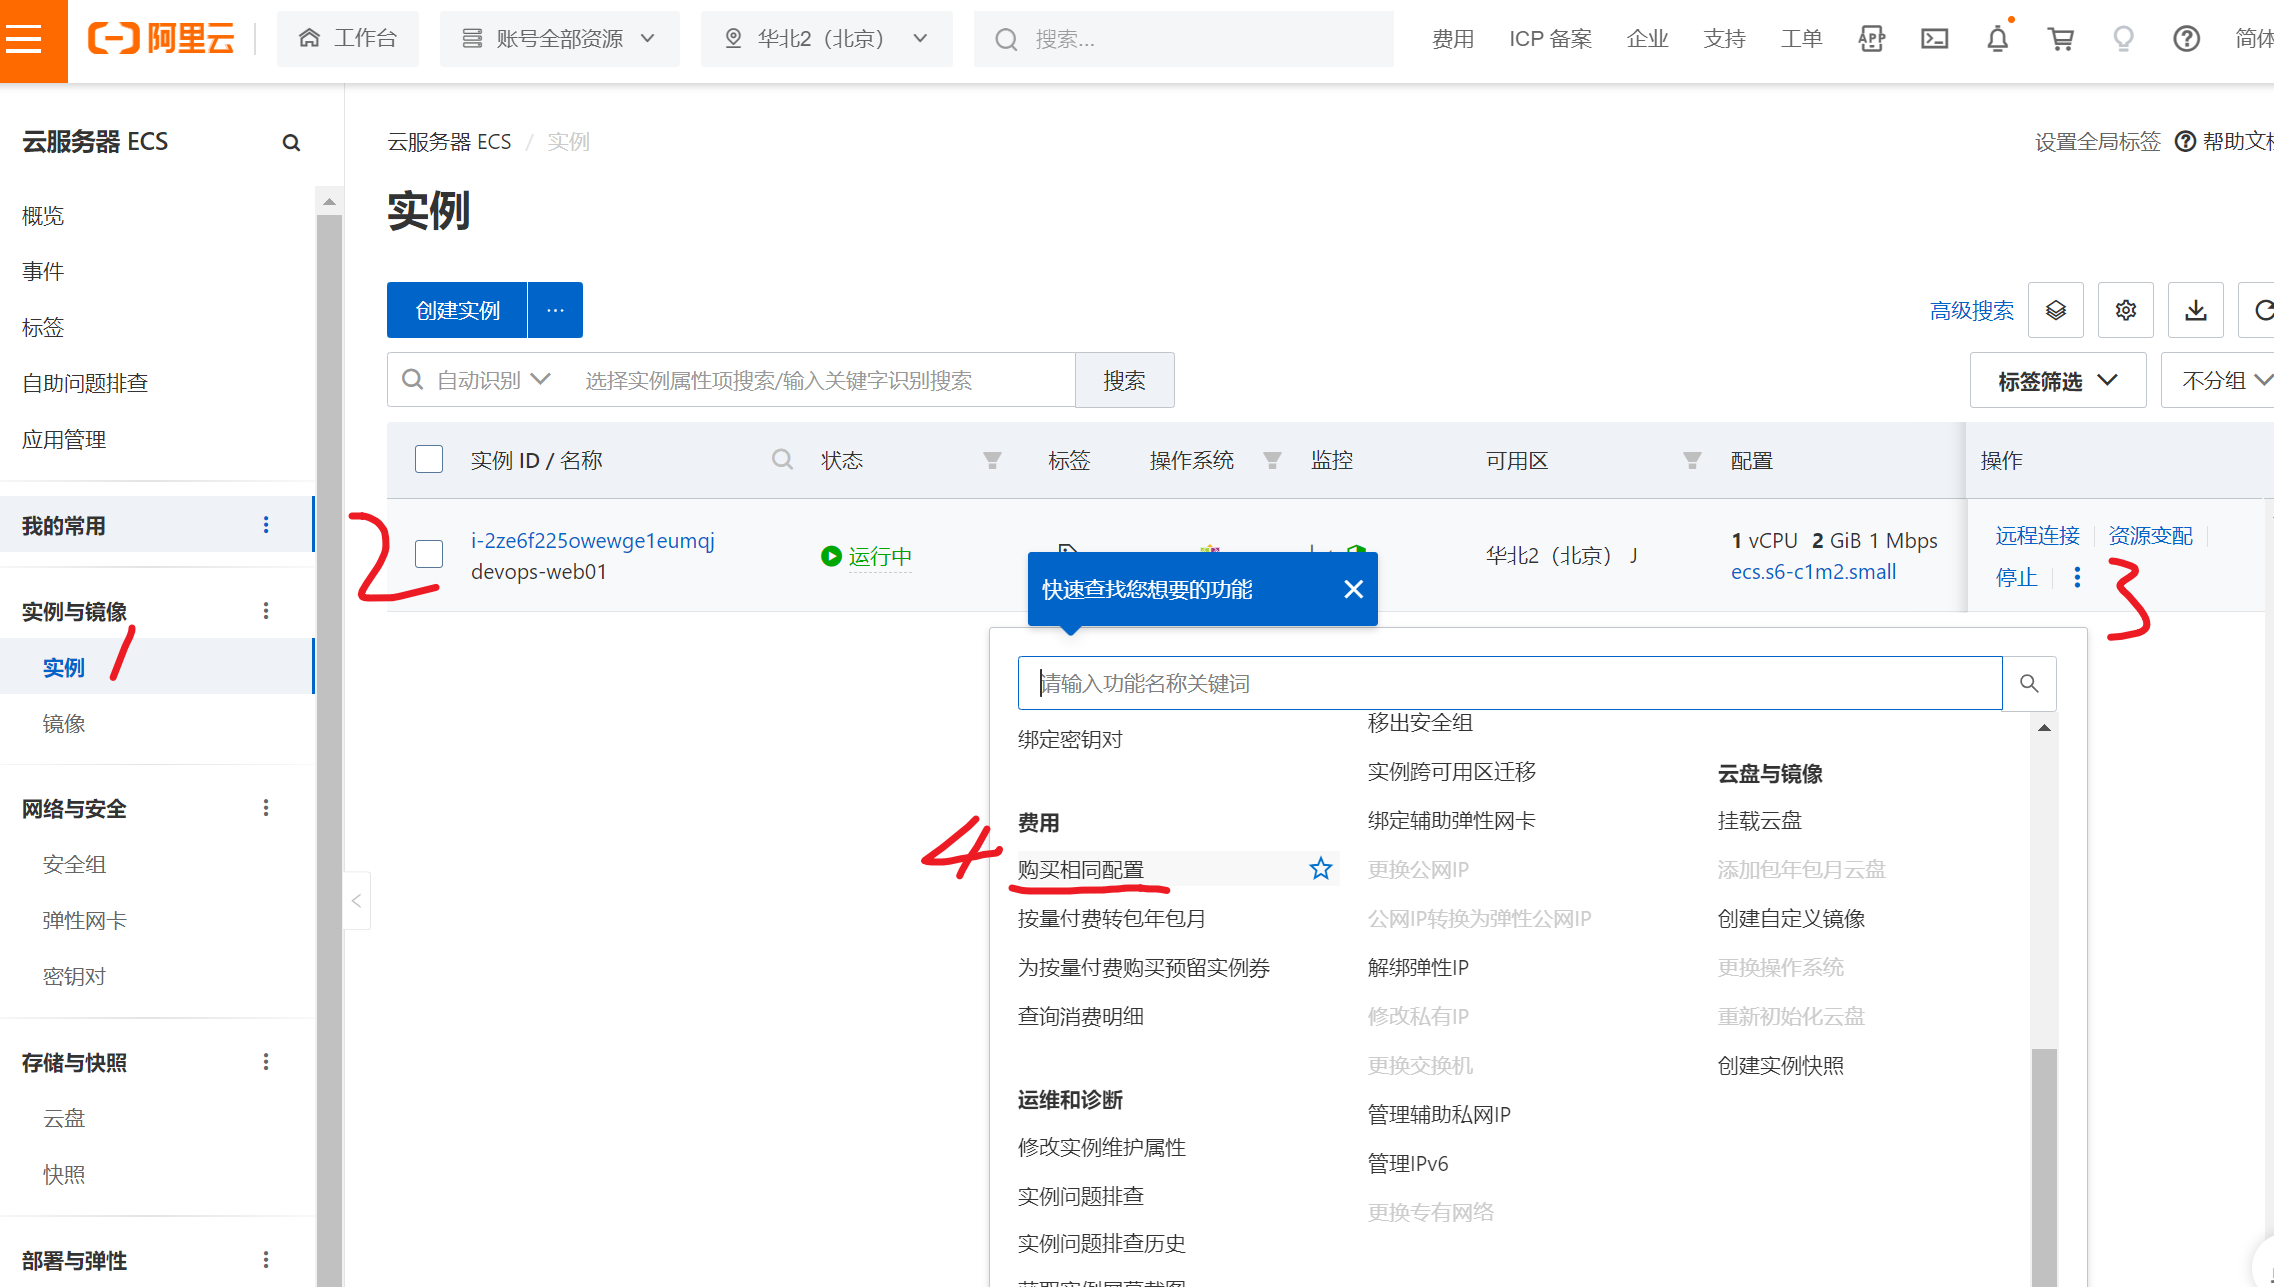 阿里云
工作台
账号全部资源
华北2（北京）
搜索...
费用
ICP 备案
企业
支持
工单
APP
简体
云服务器 ECS
概览
事件
标签
自助问题排查
应用管理
我的常用
实例与镜像
实例
镜像
网络与安全
安全组
弹性网卡
密钥对
存储与快照
云盘
快照
部署与弹性
云服务器 ECS / 实例
设置全局标签
帮助文档
实例
创建实例
...
高级搜索
自动识别
选择实例属性项搜索/输入关键字识别搜索
搜索
标签筛选
不分组
实例 ID / 名称
状态
标签
操作系统
监控
可用区
配置
操作
i-2ze6f225owewge1eumqj
devops-web01
运行中
华北2（北京） J
1 vCPU 2 GiB 1 Mbps
ecs.s6-c1m2.small
远程连接
资源变配
停止
1
2
3
4
快速查找您想要的功能
请输入功能名称关键词
绑定密钥对
费用
购买相同配置
按量付费转包年包月
为按量付费购买预留实例券
查询消费明细
运维和诊断
修改实例维护属性
实例问题排查
实例问题排查历史
获取实例屏幕截图
移出安全组
实例跨可用区迁移
绑定辅助弹性网卡
更换公网IP
公网IP转换为弹性公网IP
解绑弹性IP
修改私有IP
更换交换机
管理辅助私网IP
管理IPv6
更换专有网络
云盘与镜像
挂载云盘
添加包年包月云盘
创建自定义镜像
更换操作系统
重新初始化云盘
创建实例快照